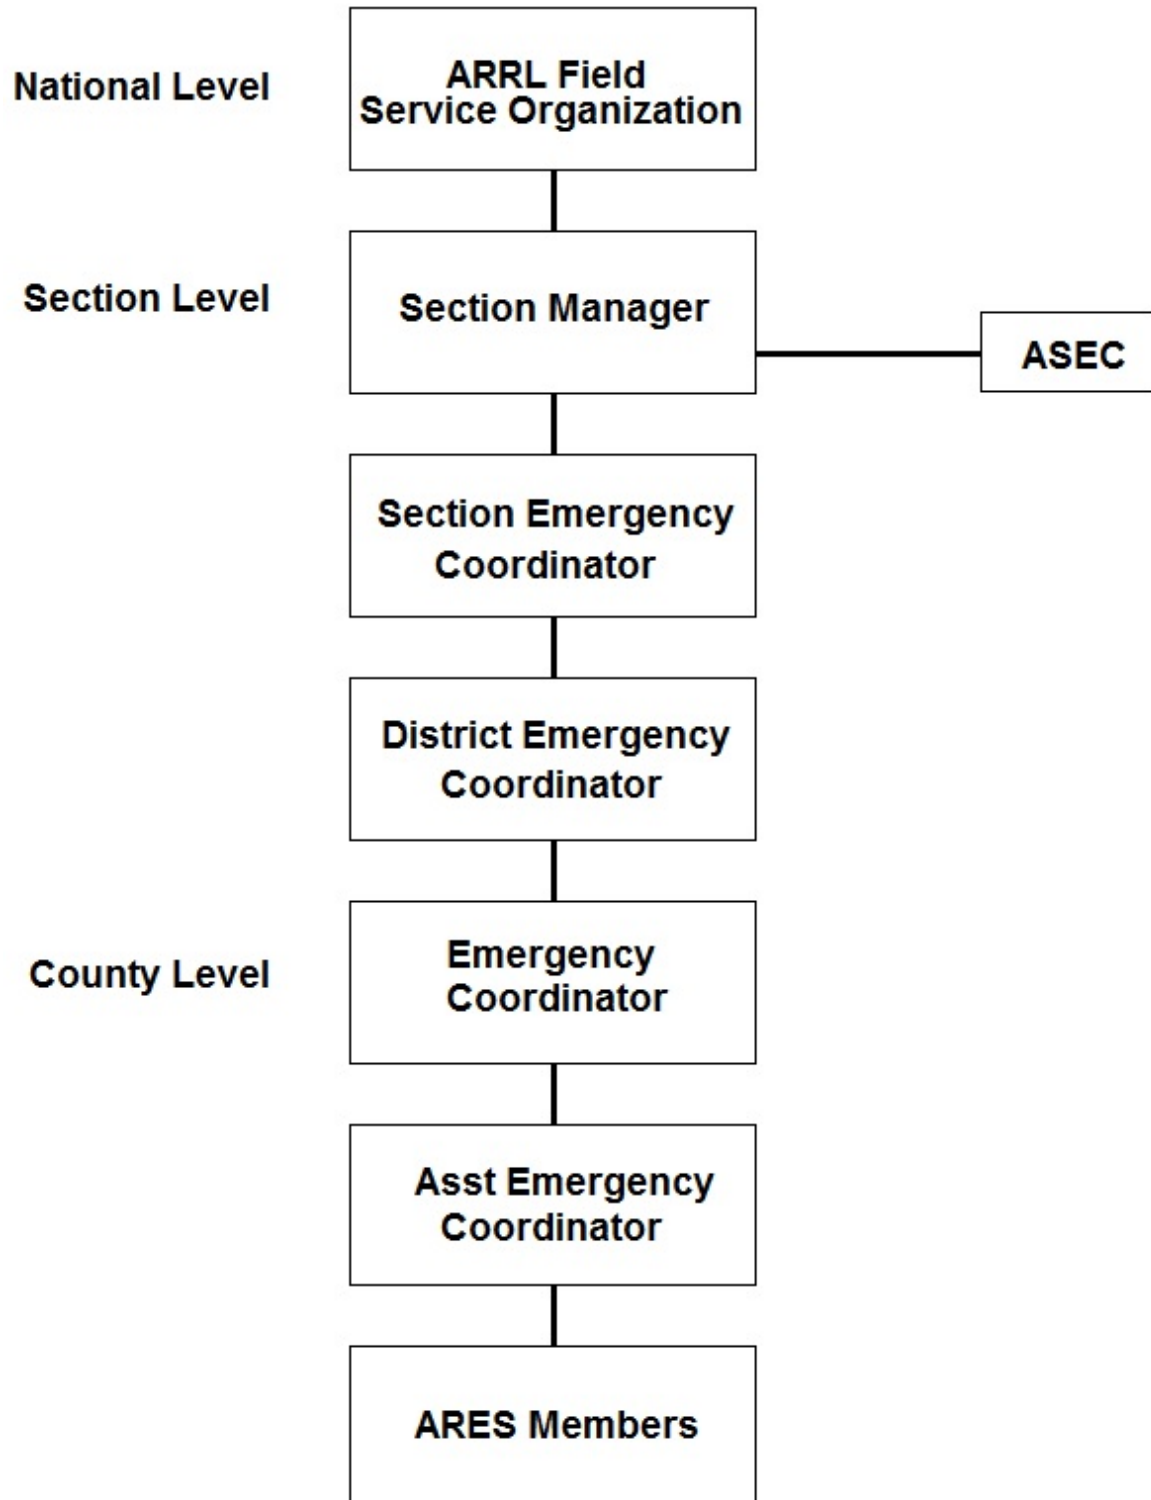 National Level
ARRL Field
Service Organization
Section Level
Section Manager
ASEC
Section Emergency
Coordinator
District Emergency
Coordinator
County Level
Emergency
Coordinator
Asst Emergency
Coordinator
ARES Members